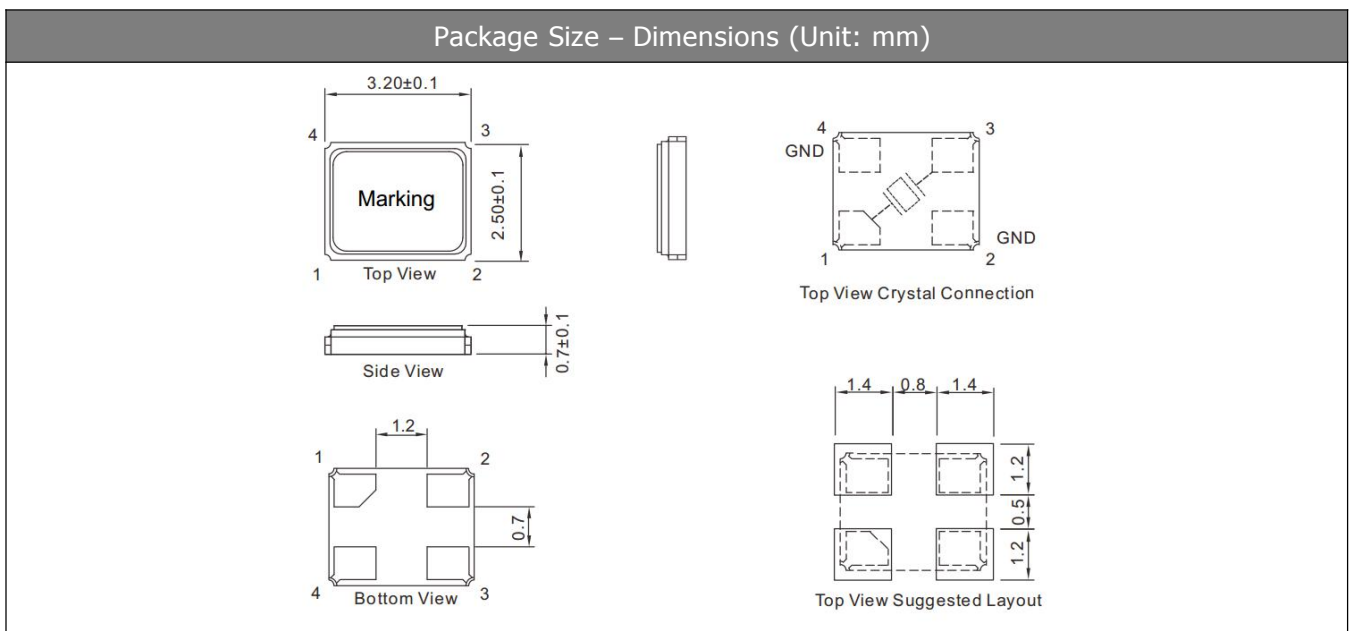 Package Size – Dimensions (Unit: mm)
3.20±0.1
4
3
Marking
2.50±0.1
1
Top View
2
4
3
GND
GND
1
2
Top View Crystal Connection
0.7±0.1
Side View
1.2
1
2
0.7
4
Bottom View
3
1.4 0.8 1.4
1.2
0.5
1.2
Top View Suggested Layout